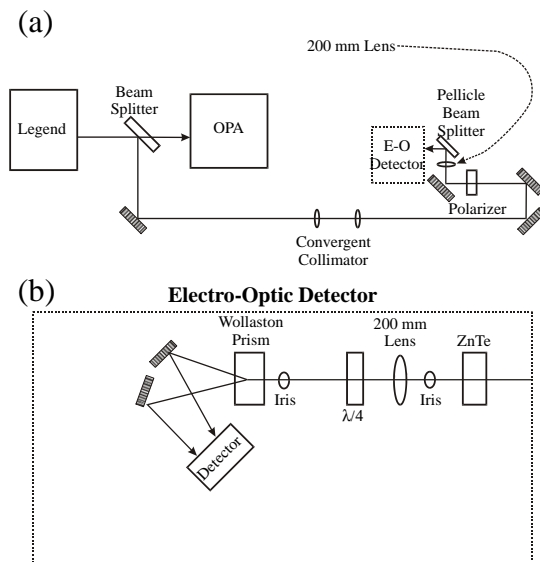 (a)
200 mm Lens
Beam
Splitter
Pellicle
Beam
Splitter
Legend
OPA
E-O
Detector
Polarizer
Convergent
Collimator
(b)
Electro-Optic Detector
Wollaston
Prism
200 mm
Lens
ZnTe
Iris
Iris
λ/4
Detector